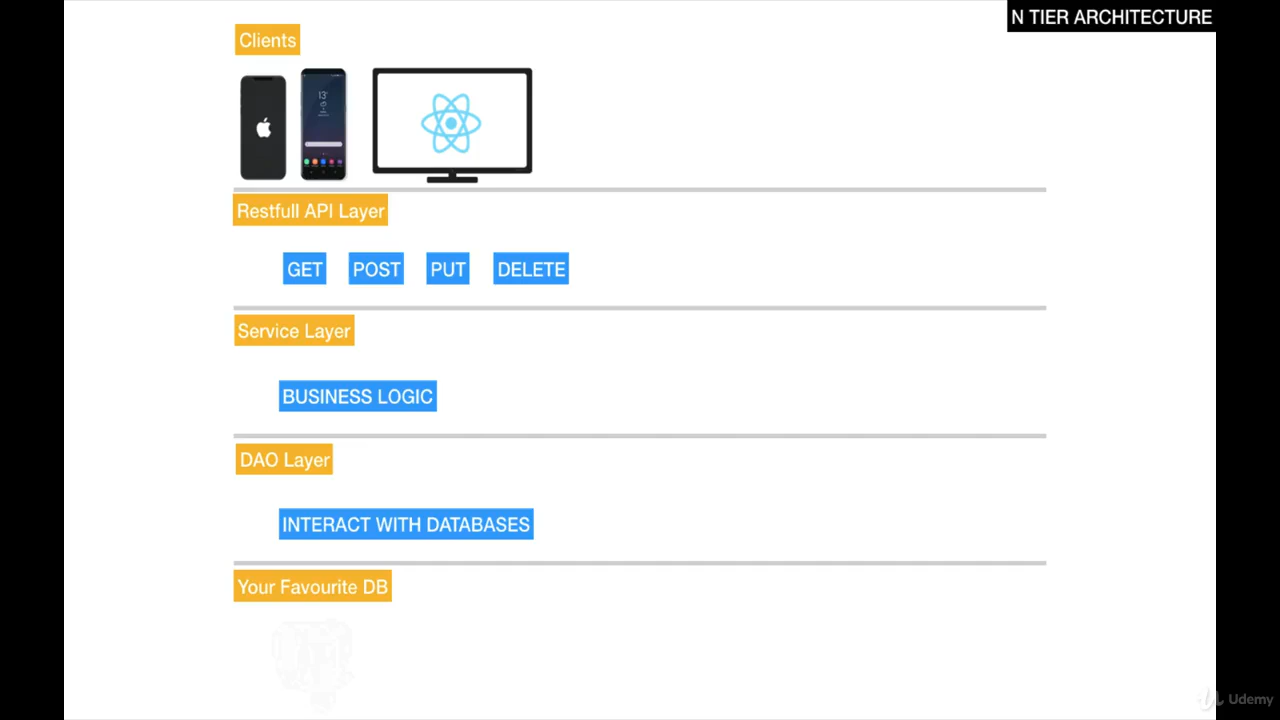 N TIER ARCHITECTURE
Clients
13°
Restfull API Layer
GET POST PUT DELETE
Service Layer
BUSINESS LOGIC
DAO Layer
INTERACT WITH DATABASES
Your Favourite DB
Udemy